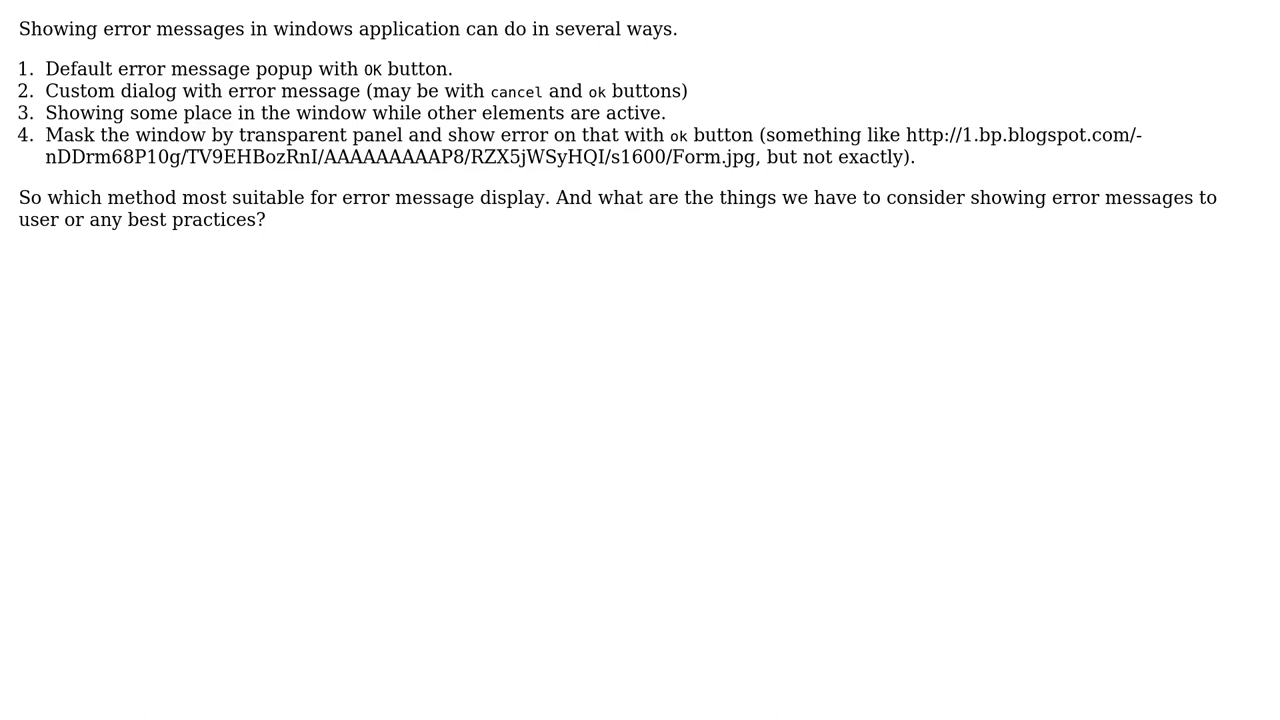 Showing error messages in windows application can do in several ways.
1. Default error message popup with OK button.
2. Custom dialog with error message (may be with cancel and ok buttons)
3. Showing some place in the window while other elements are active.
4. Mask the window by transparent panel and show error on that with ok button (something like http://1.bp.blogspot.com/-
nDDrm68P10g/TV9EHBozRnI/AAAAAAAAAP8/RZX5jWSyHQI/s1600/Form.jpg, but not exactly).
So which method most suitable for error message display. And what are the things we have to consider showing error messages to
user or any best practices?